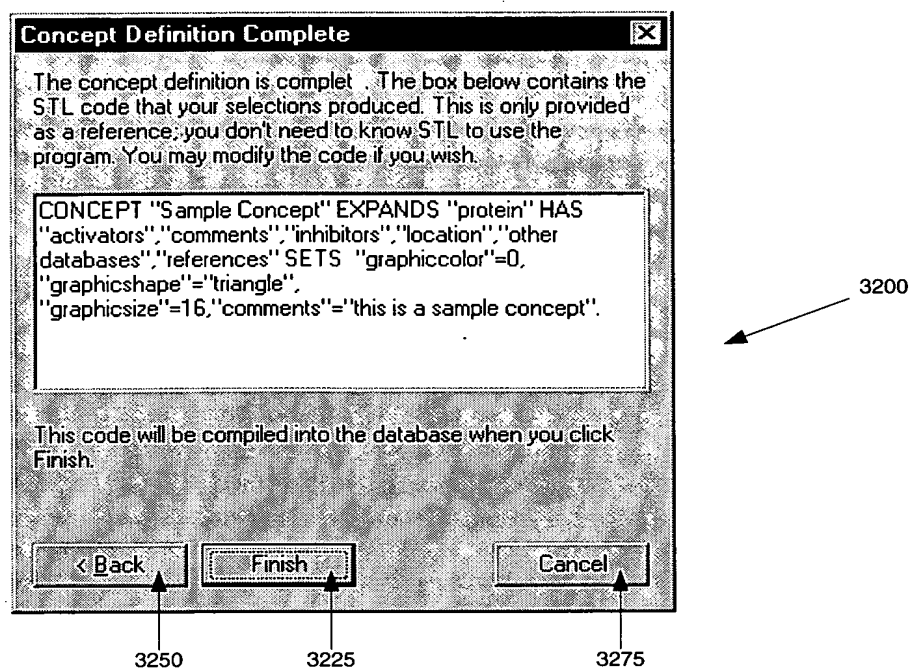 Concept Definition Complete
The concept definition is complet . The box below contains the
STL code that your selections produced. This is only provided
as a reference; you don't need to know STL to use the
program. You may modify the code if you wish.
CONCEPT "Sample Concept" EXPANDS "protein" HAS
"activators","comments","inhibitors","location","other
databases","references" SETS "graphiccolor"=0,
"graphicshape"="triangle",
"graphicsize"=16,"comments"="this is a sample concept".
3200
This code will be compiled into the database when you click
Finish.
< Back Finish Cancel
3250 3225 3275